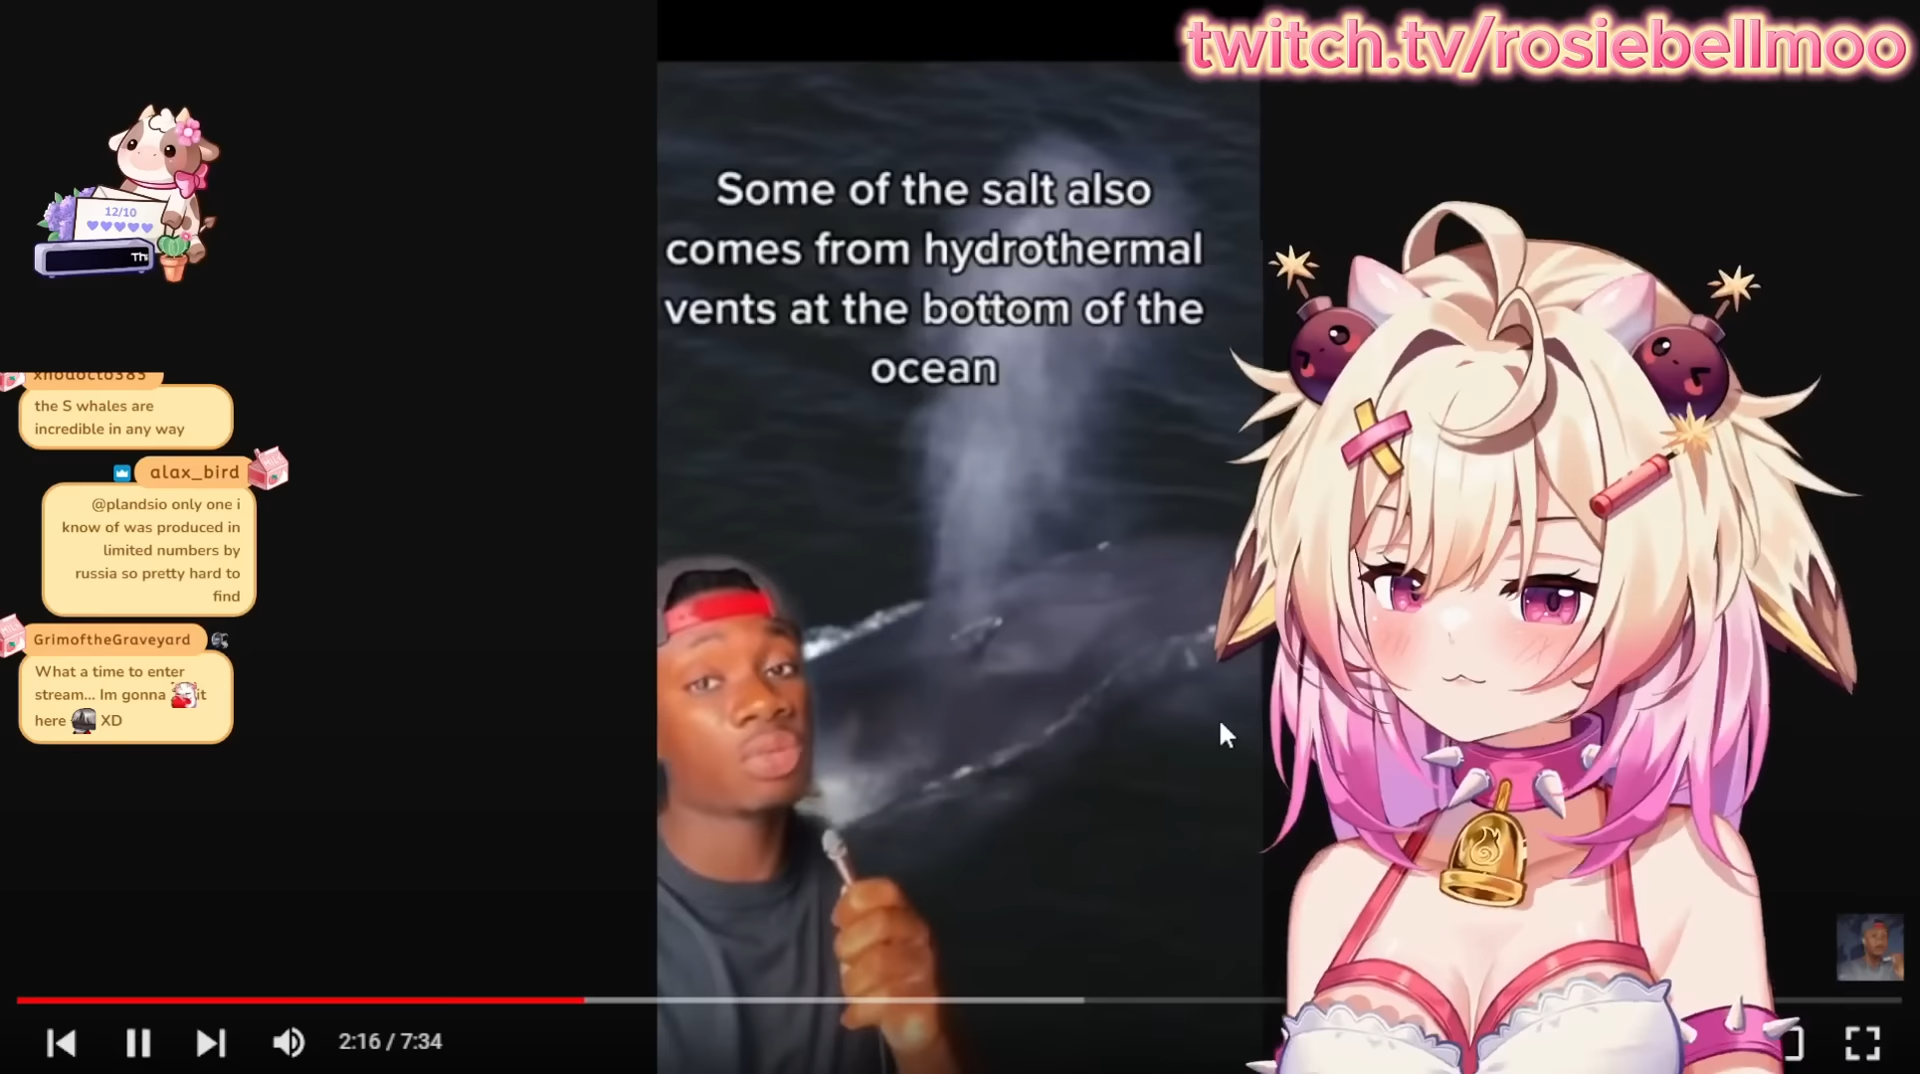 twitch.tv/rosiebellmoo
Some of the salt also
comes from hydrothermal
vents at the bottom of the
ocean
12/10
Thi
the S whales are
incredible in any way
alax_bird
@plandsio only one i
know of was produced in
limited numbers by
russia so pretty hard to
find
GrimoftheGraveyard
What a time to enter
stream... Im gonna it
here XD
2:16 / 7:34